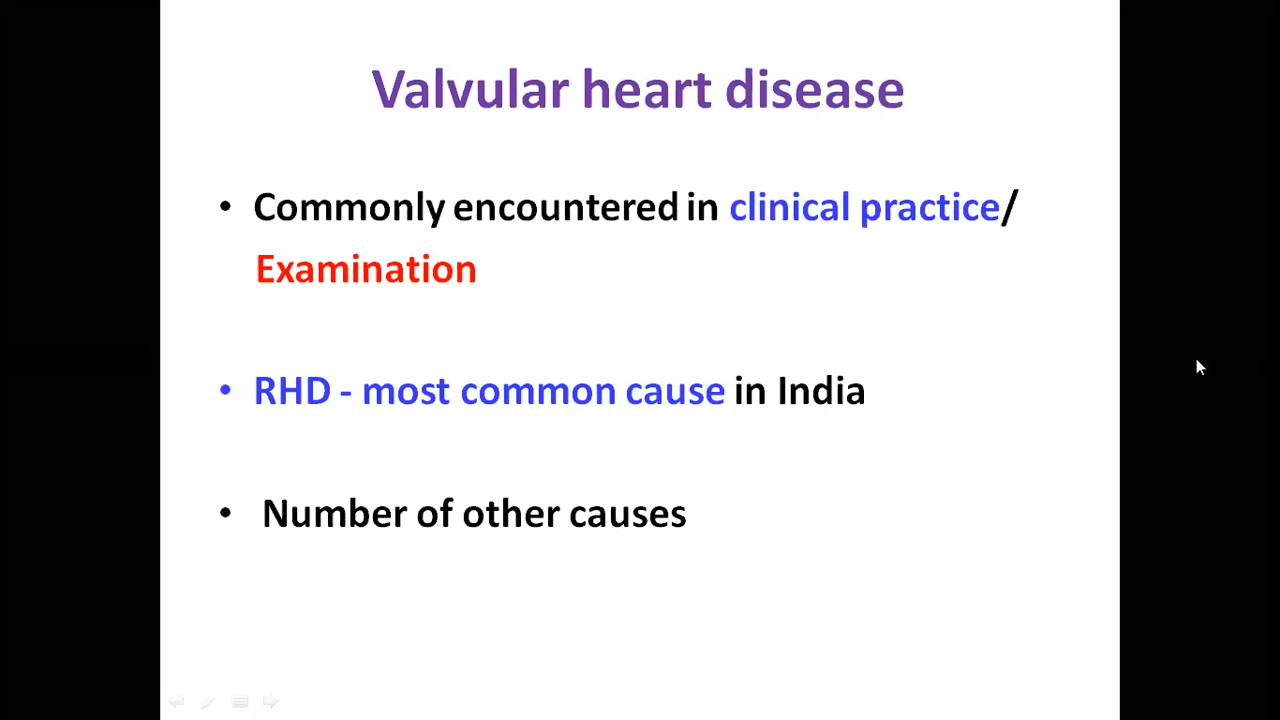 Valvular heart disease
• Commonly encountered in clinical practice/
Examination
• RHD - most common cause in India
• Number of other causes